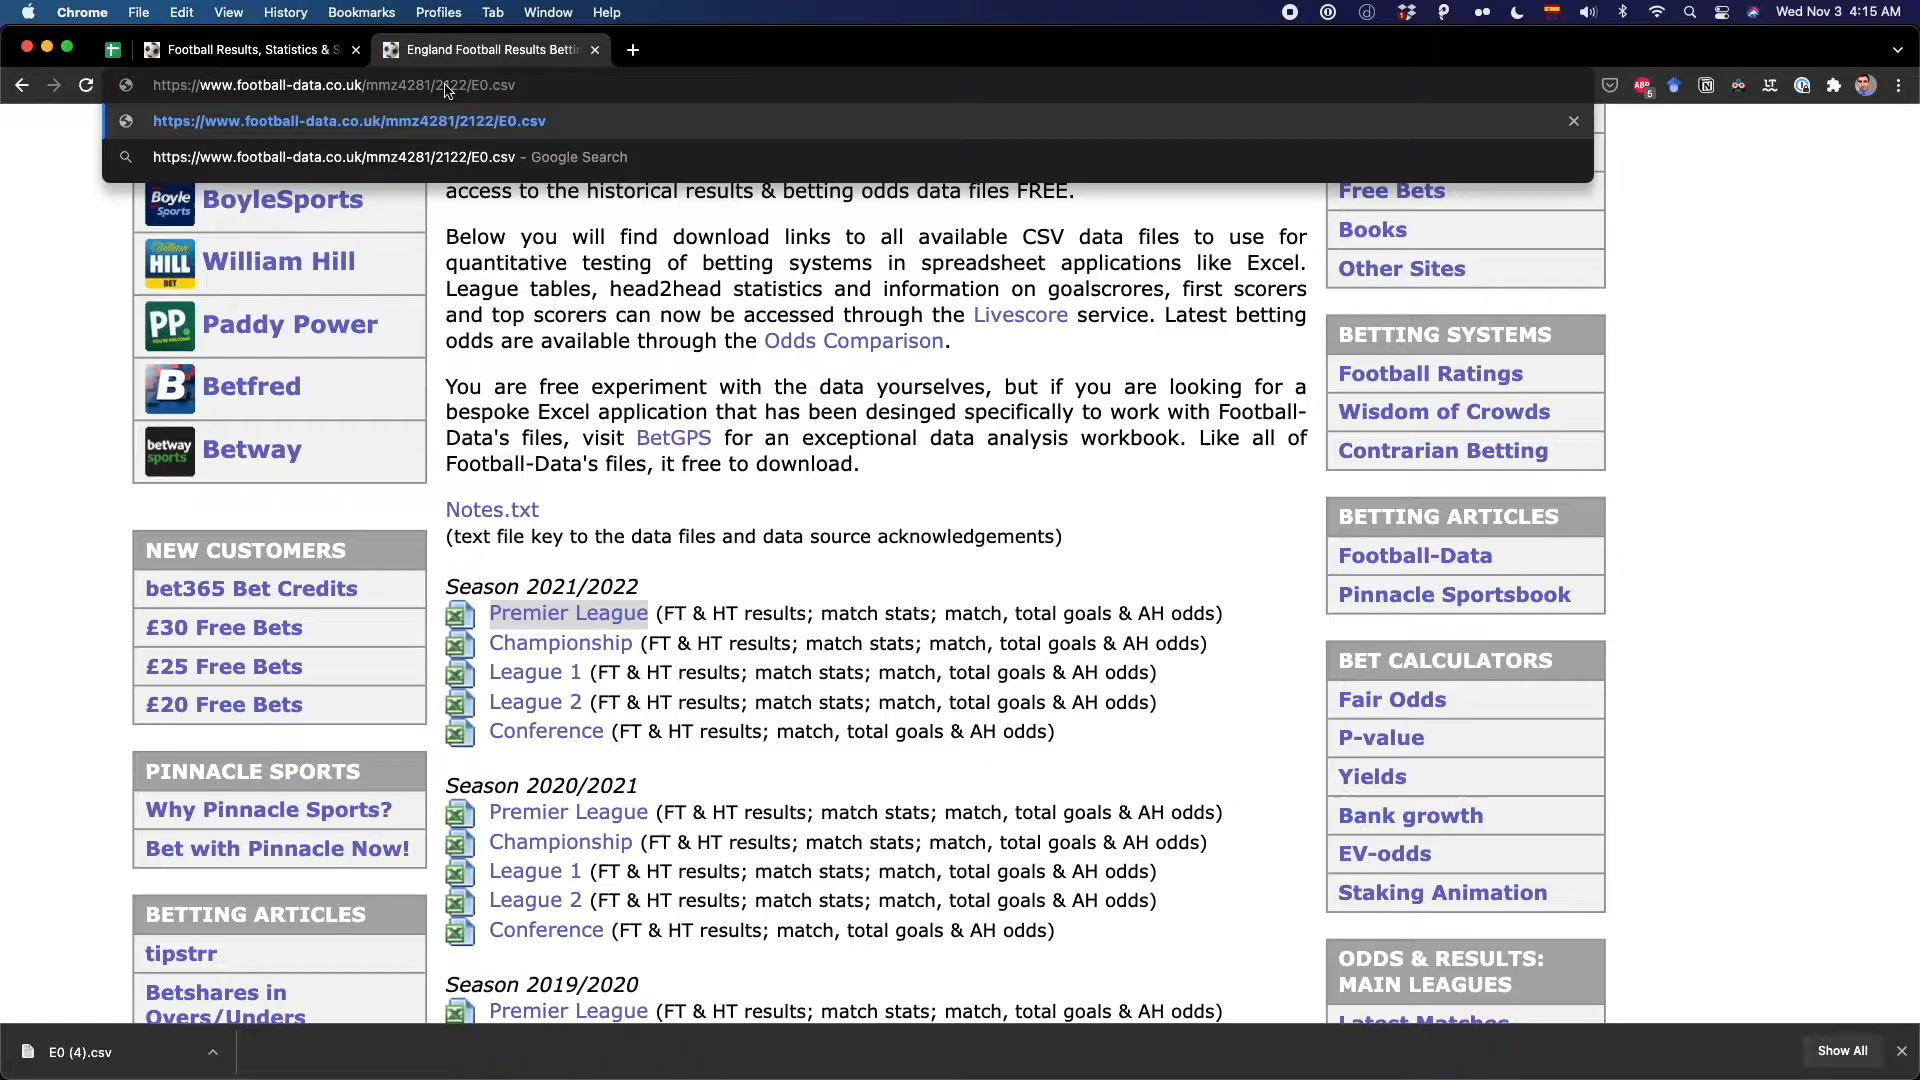 Chrome File Edit View History Bookmarks Profiles Tab Window Help Wed Nov 3 4:15 AM
Football Results, Statistics & S England Football Results Betti
https://www.football-data.co.uk/mmz4281/2122/E0.csv
https://www.football-data.co.uk/mmz4281/2122/E0.csv
https://www.football-data.co.uk/mmz4281/2122/E0.csv - Google Search
Boyle Sports BoyleSports
William HILL BET William Hill
PP. Paddy Power
B Betfred
betway sports Betway
NEW CUSTOMERS
bet365 Bet Credits
£30 Free Bets
£25 Free Bets
£20 Free Bets
PINNACLE SPORTS
Why Pinnacle Sports?
Bet with Pinnacle Now!
BETTING ARTICLES
tipstrr
Betshares in
Overs/Unders
access to the historical results & betting odds data files FREE.
Below you will find download links to all available CSV data files to use for
quantitative testing of betting systems in spreadsheet applications like Excel.
League tables, head2head statistics and information on goalscrores, first scorers
and top scorers can now be accessed through the Livescore service. Latest betting
odds are available through the Odds Comparison.
You are free experiment with the data yourselves, but if you are looking for a
bespoke Excel application that has been desinged specifically to work with Football-
Data's files, visit BetGPS for an exceptional data analysis workbook. Like all of
Football-Data's files, it free to download.
Notes.txt
(text file key to the data files and data source acknowledgements)
Season 2021/2022
Premier League (FT & HT results; match stats; match, total goals & AH odds)
Championship (FT & HT results; match stats; match, total goals & AH odds)
League 1 (FT & HT results; match stats; match, total goals & AH odds)
League 2 (FT & HT results; match stats; match, total goals & AH odds)
Conference (FT & HT results; match, total goals & AH odds)
Season 2020/2021
Premier League (FT & HT results; match stats; match, total goals & AH odds)
Championship (FT & HT results; match stats; match, total goals & AH odds)
League 1 (FT & HT results; match stats; match, total goals & AH odds)
League 2 (FT & HT results; match stats; match, total goals & AH odds)
Conference (FT & HT results; match, total goals & AH odds)
Season 2019/2020
Premier League (FT & HT results; match stats; match, total goals & AH odds)
Free Bets
Books
Other Sites
BETTING SYSTEMS
Football Ratings
Wisdom of Crowds
Contrarian Betting
BETTING ARTICLES
Football-Data
Pinnacle Sportsbook
BET CALCULATORS
Fair Odds
P-value
Yields
Bank growth
EV-odds
Staking Animation
ODDS & RESULTS:
MAIN LEAGUES
Latest Matches
E0 (4).csv
Show All